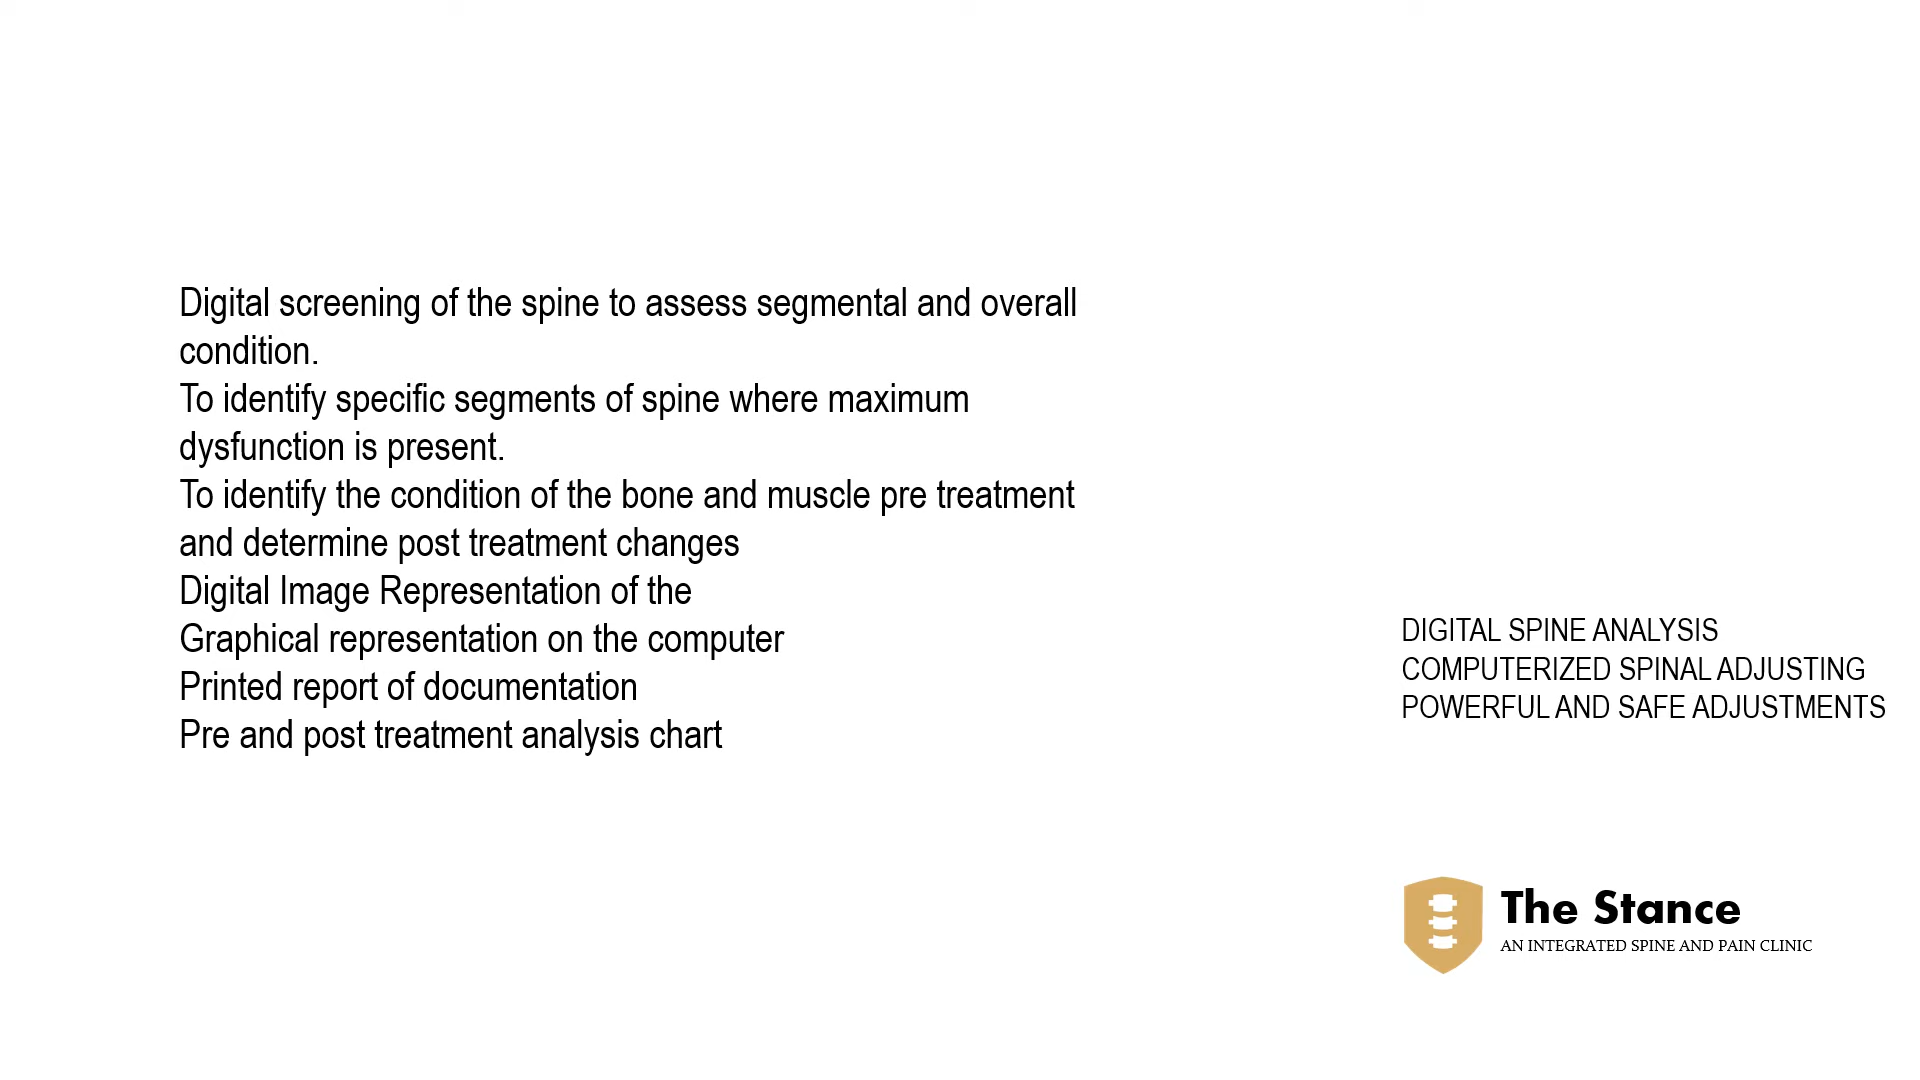 Digital screening of the spine to assess segmental and overall
condition.
To identify specific segments of spine where maximum
dysfunction is present.
To identify the condition of the bone and muscle pre treatment
and determine post treatment changes
Digital Image Representation of the
Graphical representation on the computer
Printed report of documentation
Pre and post treatment analysis chart
DIGITAL SPINE ANALYSIS
COMPUTERIZED SPINAL ADJUSTING
POWERFUL AND SAFE ADJUSTMENTS
The Stance
AN INTEGRATED SPINE AND PAIN CLINIC